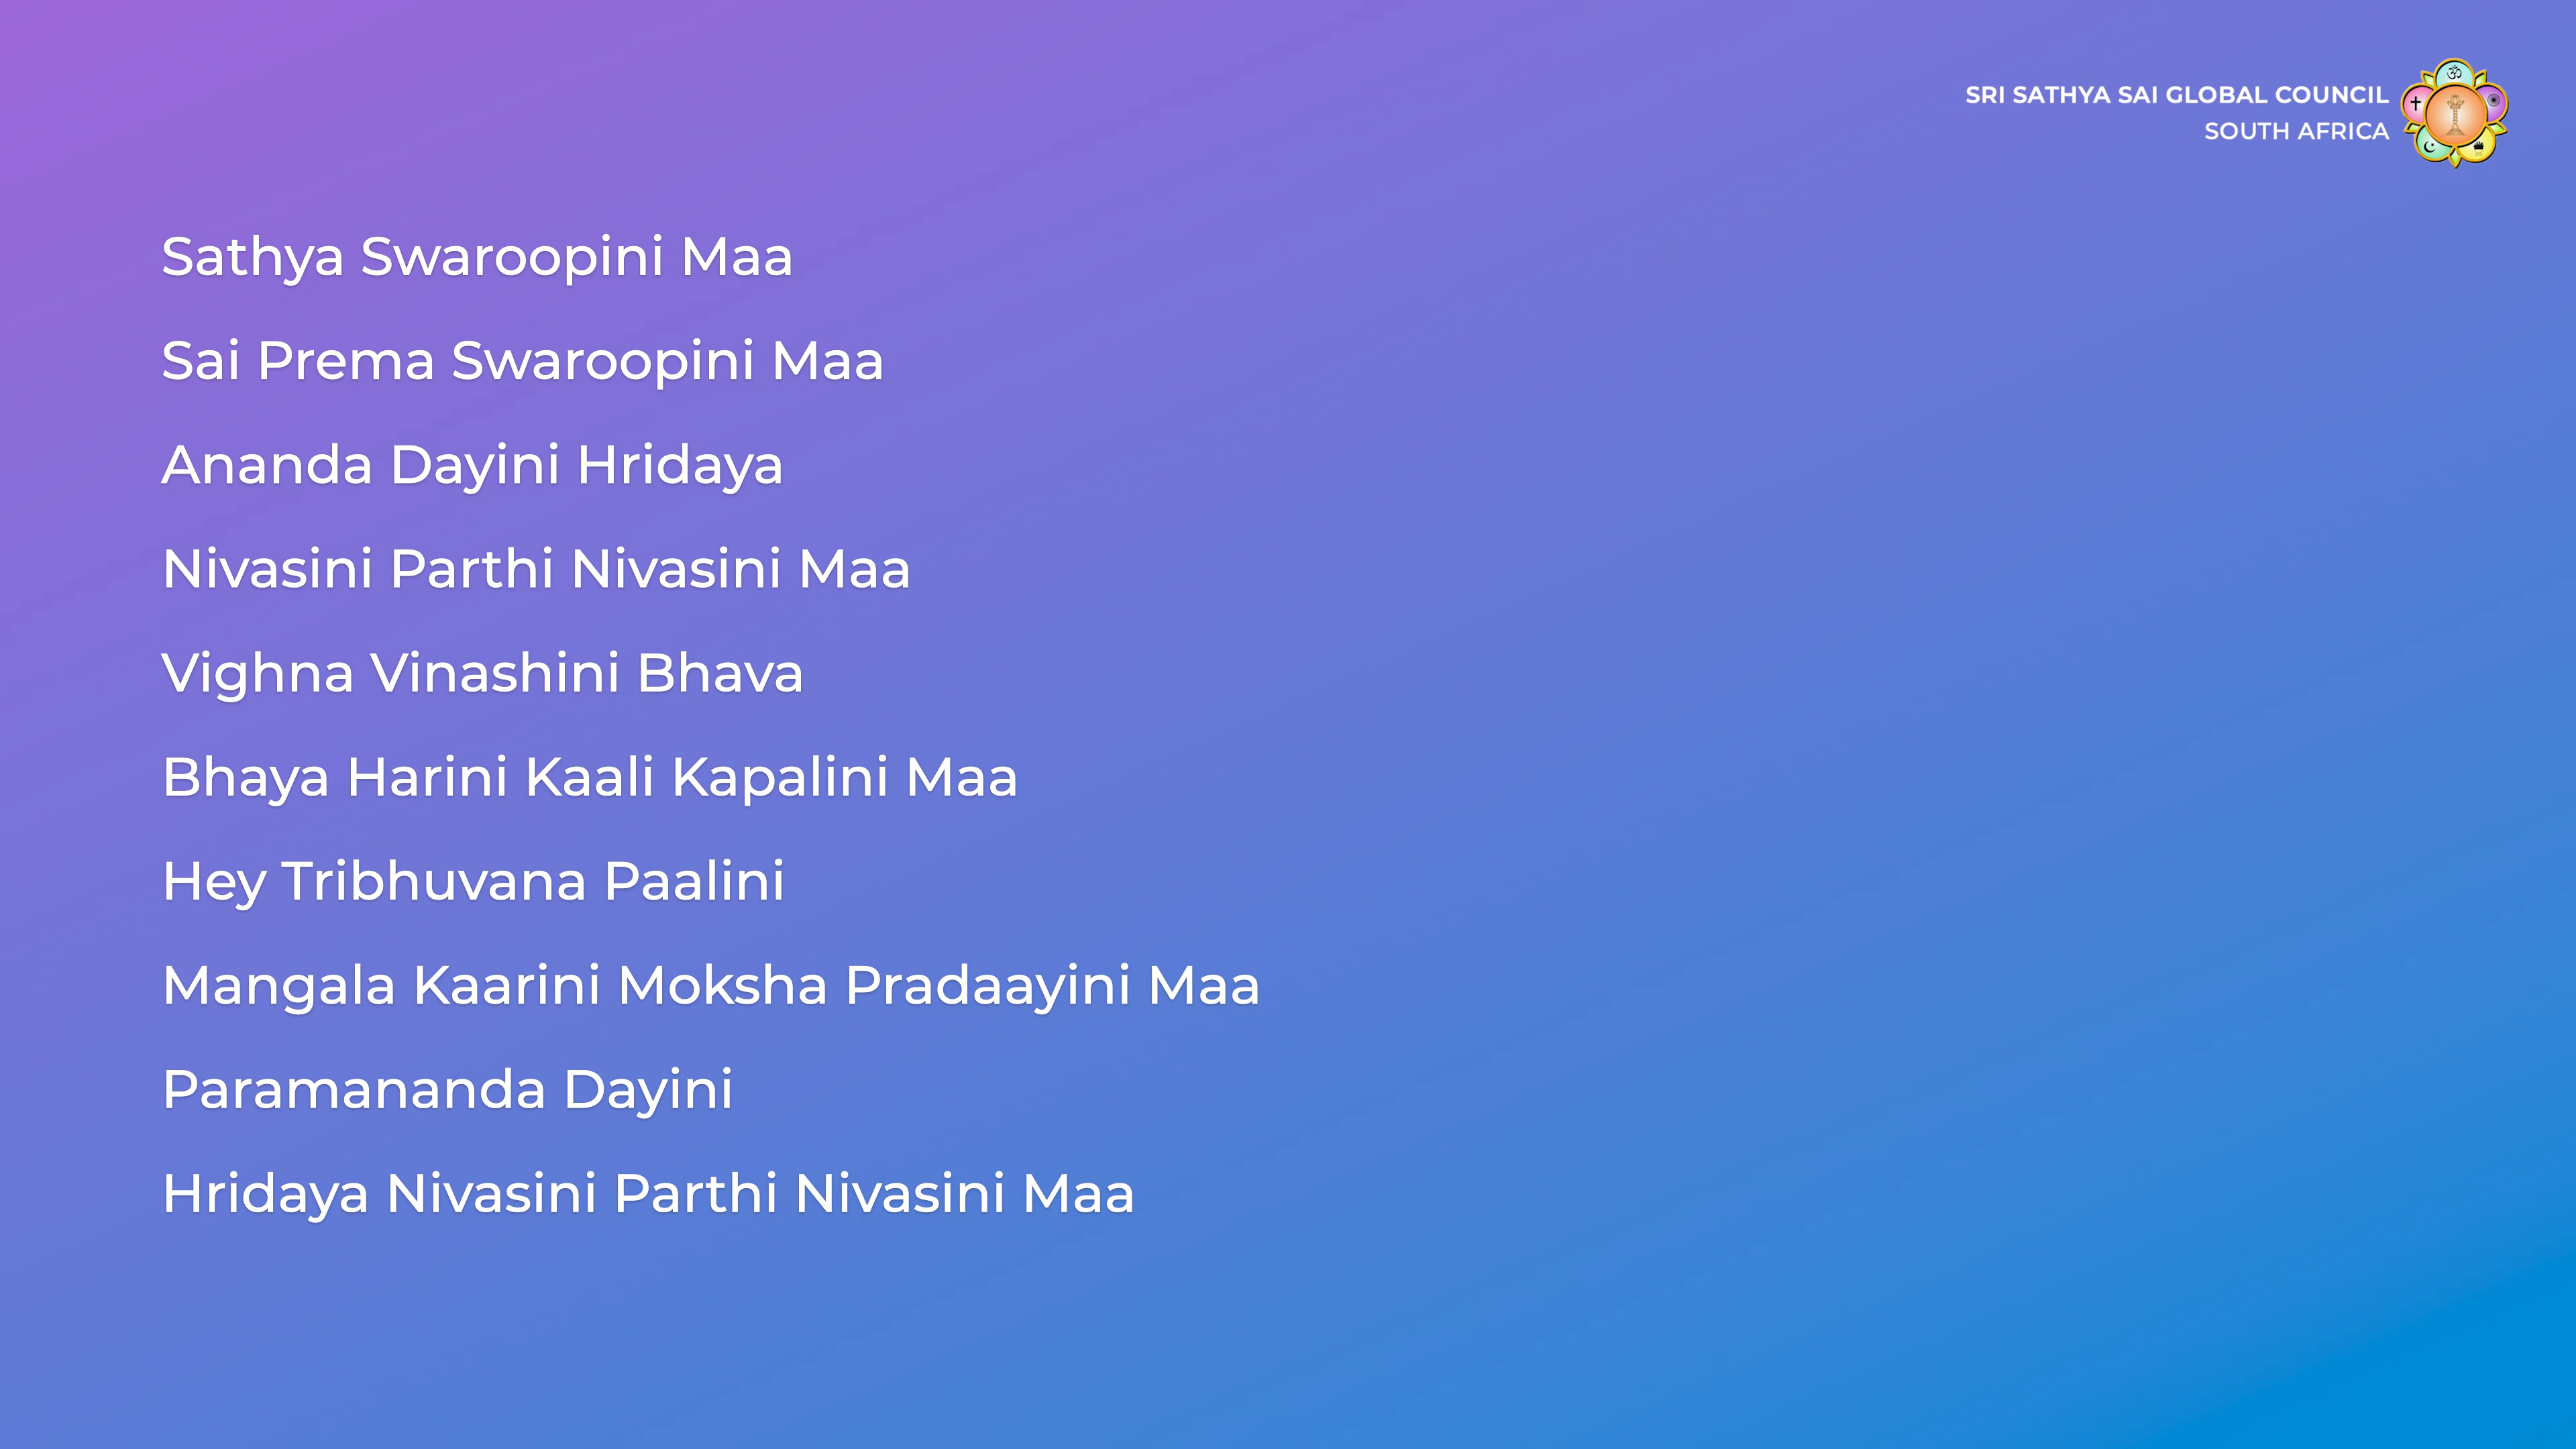 SRI SATHYA SAI GLOBAL COUNCIL
SOUTH AFRICA
Sathya Swaroopini Maa
Sai Prema Swaroopini Maa
Ananda Dayini Hridaya
Nivasini Parthi Nivasini Maa
Vighna Vinashini Bhava
Bhaya Harini Kaali Kapalini Maa
Hey Tribhuvana Paalini
Mangala Kaarini Moksha Pradaayini Maa
Paramananda Dayini
Hridaya Nivasini Parthi Nivasini Maa